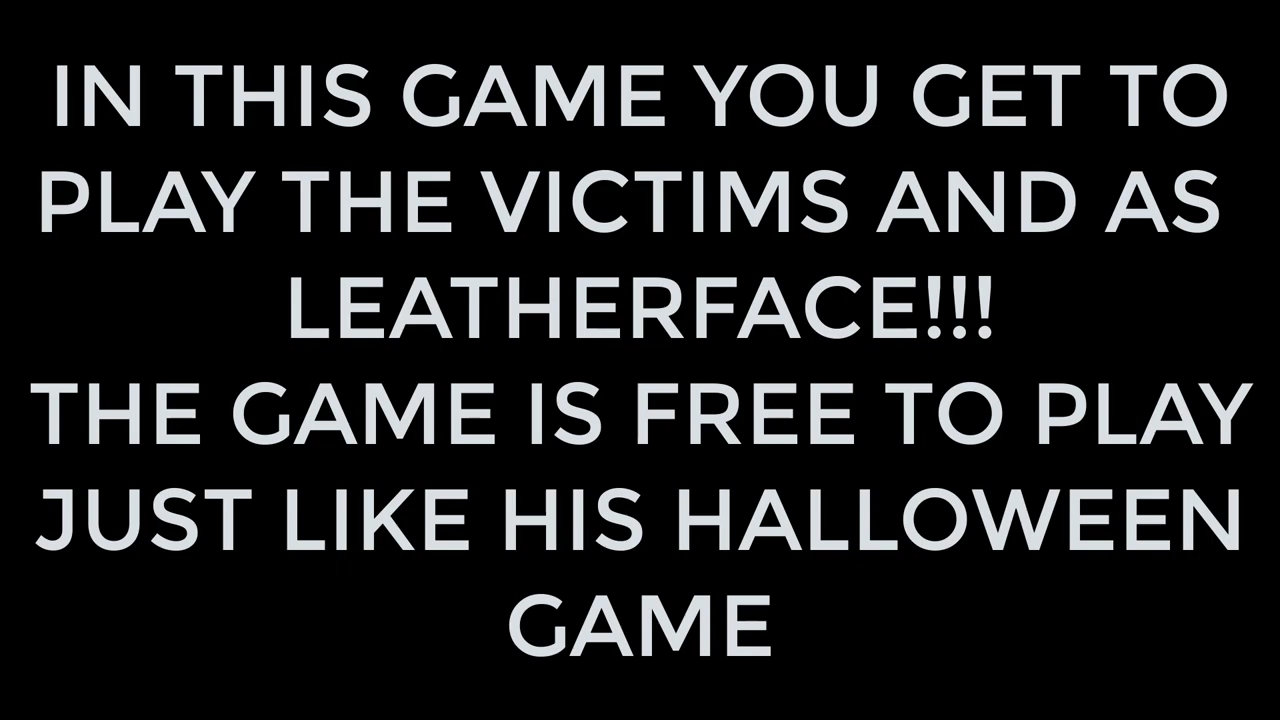 IN THIS GAME YOU GET TO
PLAY THE VICTIMS AND AS
LEATHERFACE!!!
THE GAME IS FREE TO PLAY
JUST LIKE HIS HALLOWEEN
GAME